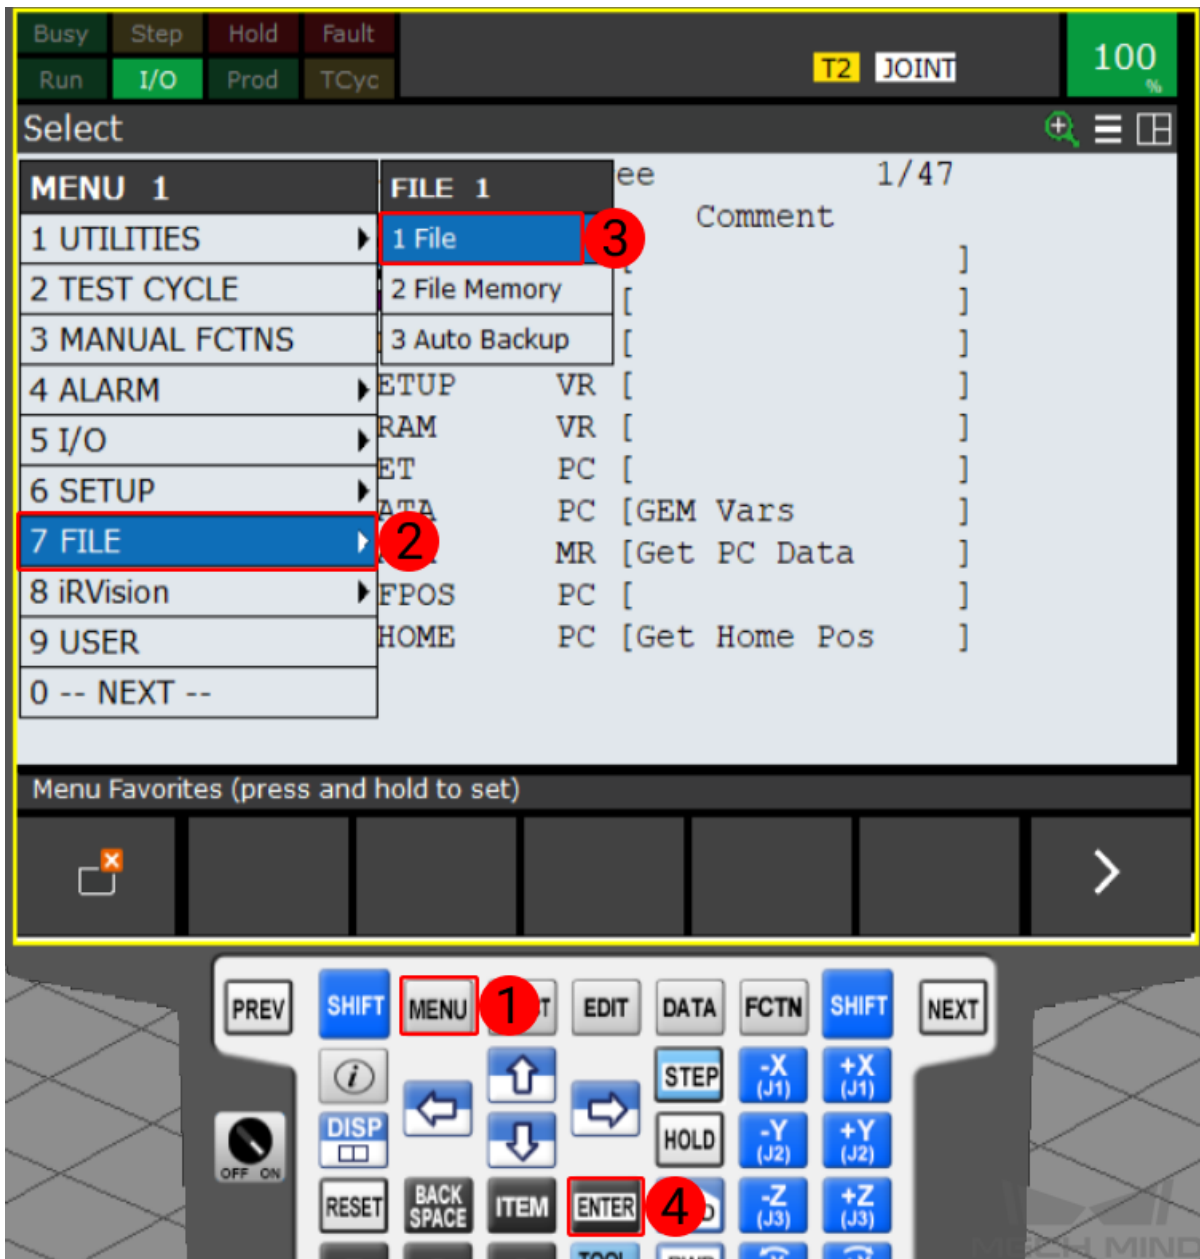 Busy Step Hold Fault
Run I/O Prod TCyc
T2 JOINT
100
%
Select
MENU 1
1 UTILITIES
2 TEST CYCLE
3 MANUAL FCTNS
4 ALARM
5 I/O
6 SETUP
7 FILE
2
8 iRVision
9 USER
0 -- NEXT --
FILE 1
1 File
3
2 File Memory
3 Auto Backup
ee 1/47
Comment
[ ]
[ ]
[ ]
ETUP VR [ ]
RAM VR [ ]
ET PC [ ]
ATA PC [GEM Vars ]
MR [Get PC Data ]
FPOS PC [ ]
HOME PC [Get Home Pos ]
Menu Favorites (press and hold to set)
PREV SHIFT MENU 1 T EDIT DATA FCTN SHIFT NEXT
i STEP -X (J1) +X (J1)
DISP HOLD -Y (J2) +Y (J2)
OFF ON
RESET BACK SPACE ITEM ENTER 4 D -Z (J3) +Z (J3)
MECH MIND